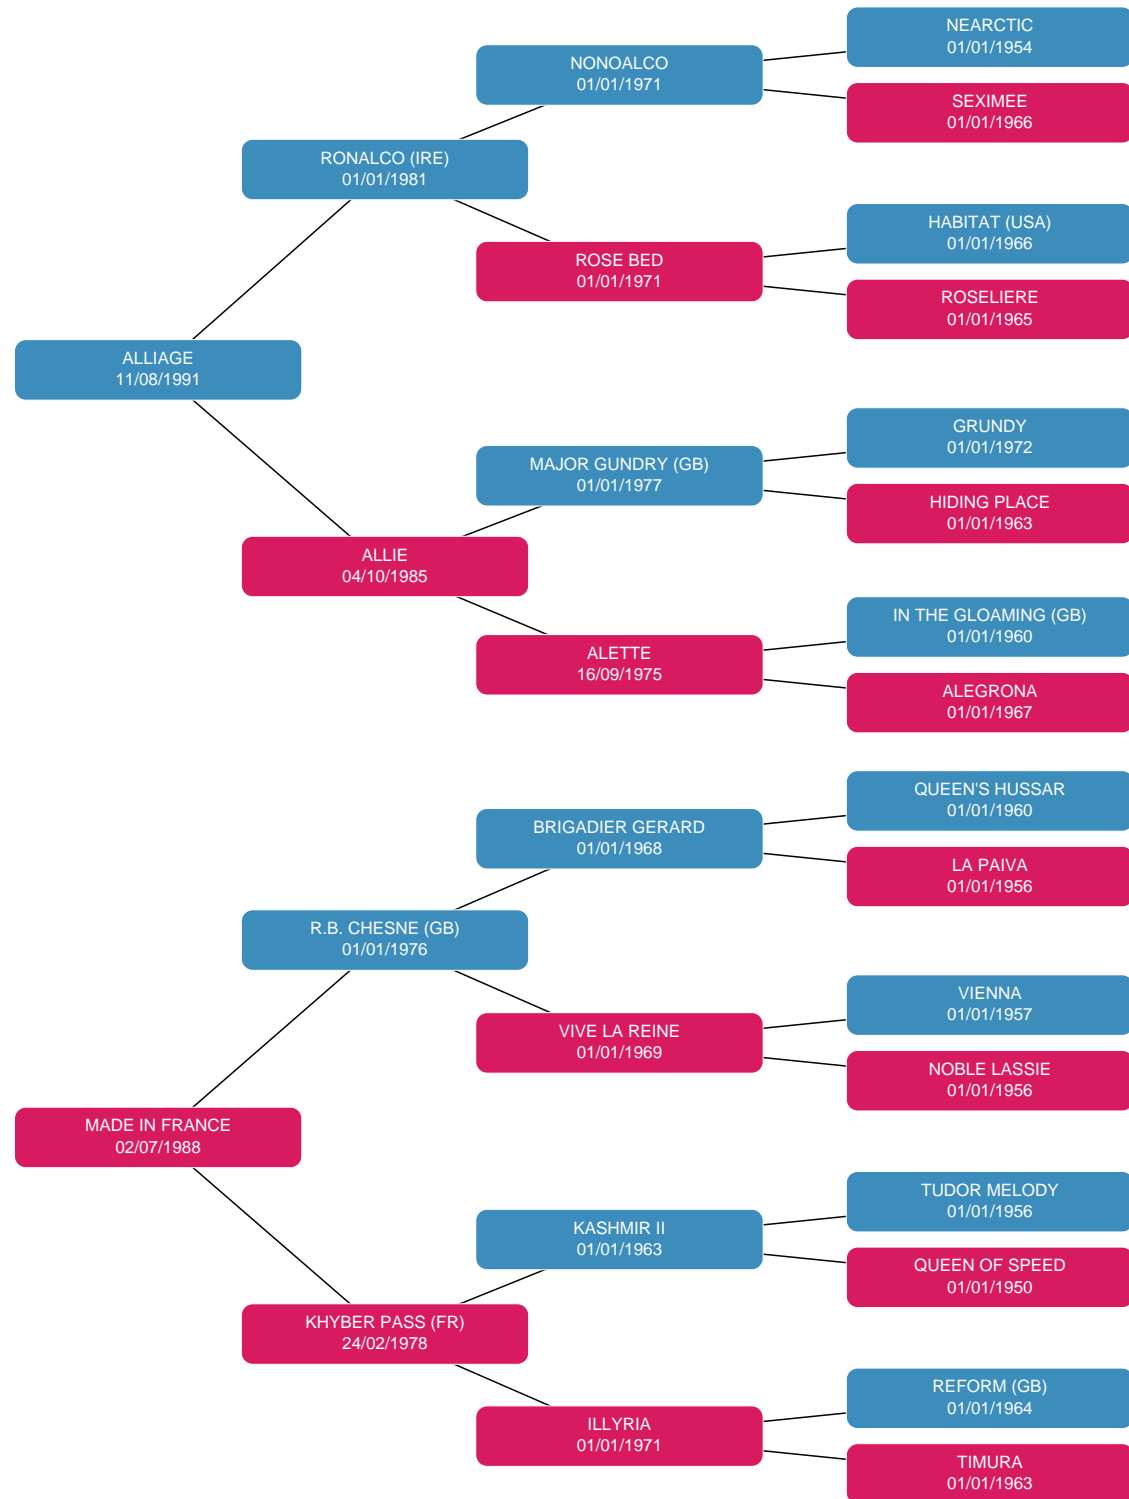 NEARCTIC
01/01/1954
NONOALCO
01/01/1971
SEXIMEE
01/01/1966
RONALCO (IRE)
01/01/1981
HABITAT (USA)
01/01/1966
ROSE BED
01/01/1971
ROSELIERE
01/01/1965
ALLIAGE
11/08/1991
GRUNDY
01/01/1972
MAJOR GUNDRY (GB)
01/01/1977
HIDING PLACE
01/01/1963
ALLIE
04/10/1985
IN THE GLOAMING (GB)
01/01/1960
ALETTE
16/09/1975
ALEGRONA
01/01/1967
QUEEN'S HUSSAR
01/01/1960
BRIGADIER GERARD
01/01/1968
LA PAIVA
01/01/1956
R.B. CHESNE (GB)
01/01/1976
VIENNA
01/01/1957
VIVE LA REINE
01/01/1969
NOBLE LASSIE
01/01/1956
MADE IN FRANCE
02/07/1988
TUDOR MELODY
01/01/1956
KASHMIR II
01/01/1963
QUEEN OF SPEED
01/01/1950
KHYBER PASS (FR)
24/02/1978
REFORM (GB)
01/01/1964
ILLYRIA
01/01/1971
TIMURA
01/01/1963